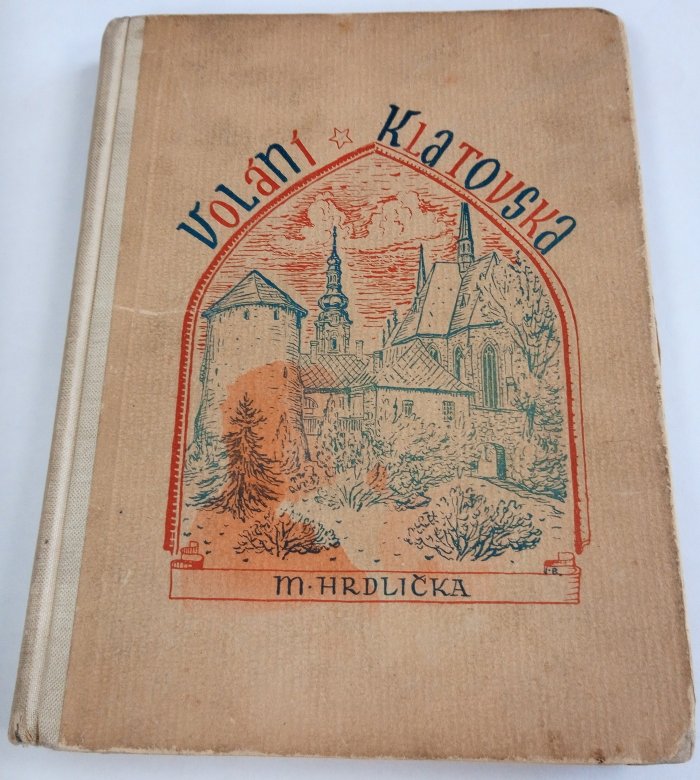 Volání ☆ Klatovska
I.B.
M. HRDLIČKA